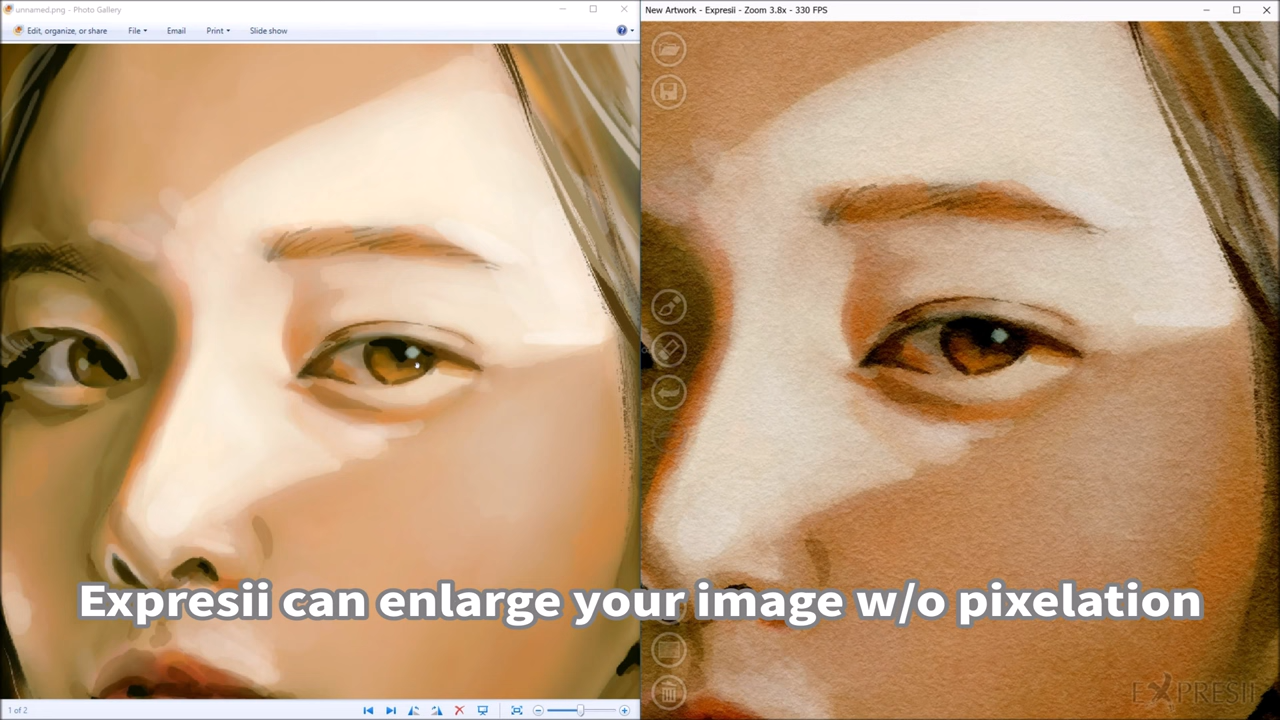 unnamed.png - Photo Gallery
Edit, organize, or share File Email Print Slide show
New Artwork - Expresii - Zoom 3.8x - 330 FPS
Expresii can enlarge your image w/o pixelation
1 of 2
EXPRESII